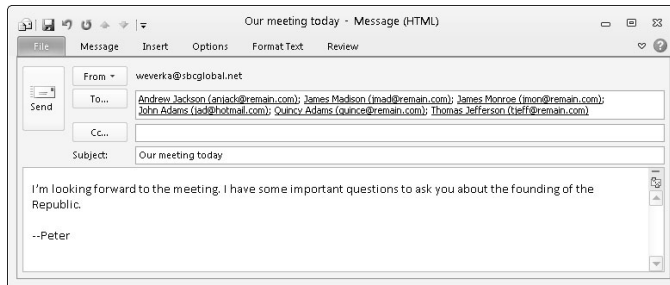 Our meeting today - Message (HTML)
File Message Insert Options Format Text Review
From weverka@sbcglobal.net
Send
To... Andrew Jackson (anjack@remain.com); James Madison (jmad@remain.com); James Monroe (jmon@remain.com);
John Adams (jad@hotmail.com); Quincy Adams (quince@remain.com); Thomas Jefferson (tjeff@remain.com)
Cc...
Subject: Our meeting today
I'm looking forward to the meeting. I have some important questions to ask you about the founding of the
Republic.
--Peter